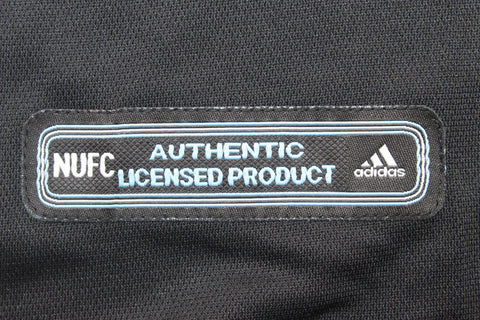 NUFC
AUTHENTIC
LICENSED PRODUCT
adidas